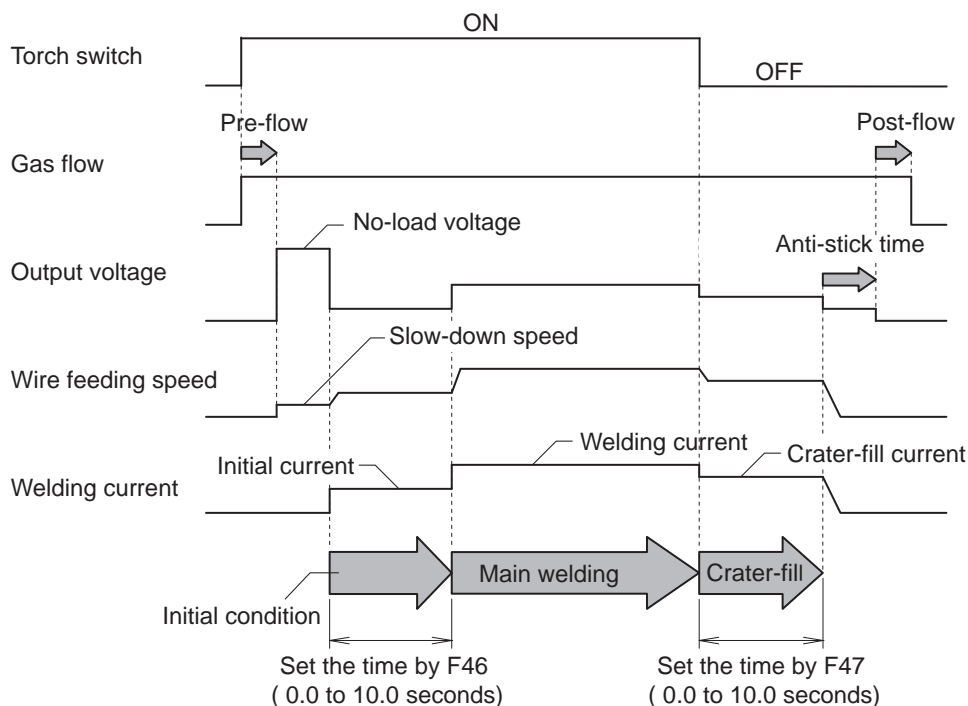 ON
Torch switch
OFF
Pre-flow
Post-flow
Gas flow
No-load voltage
Anti-stick time
Output voltage
Slow-down speed
Wire feeding speed
Welding current
Initial current
Crater-fill current
Welding current
Main welding
Crater-fill
Initial condition
Set the time by F46
( 0.0 to 10.0 seconds)
Set the time by F47
( 0.0 to 10.0 seconds)